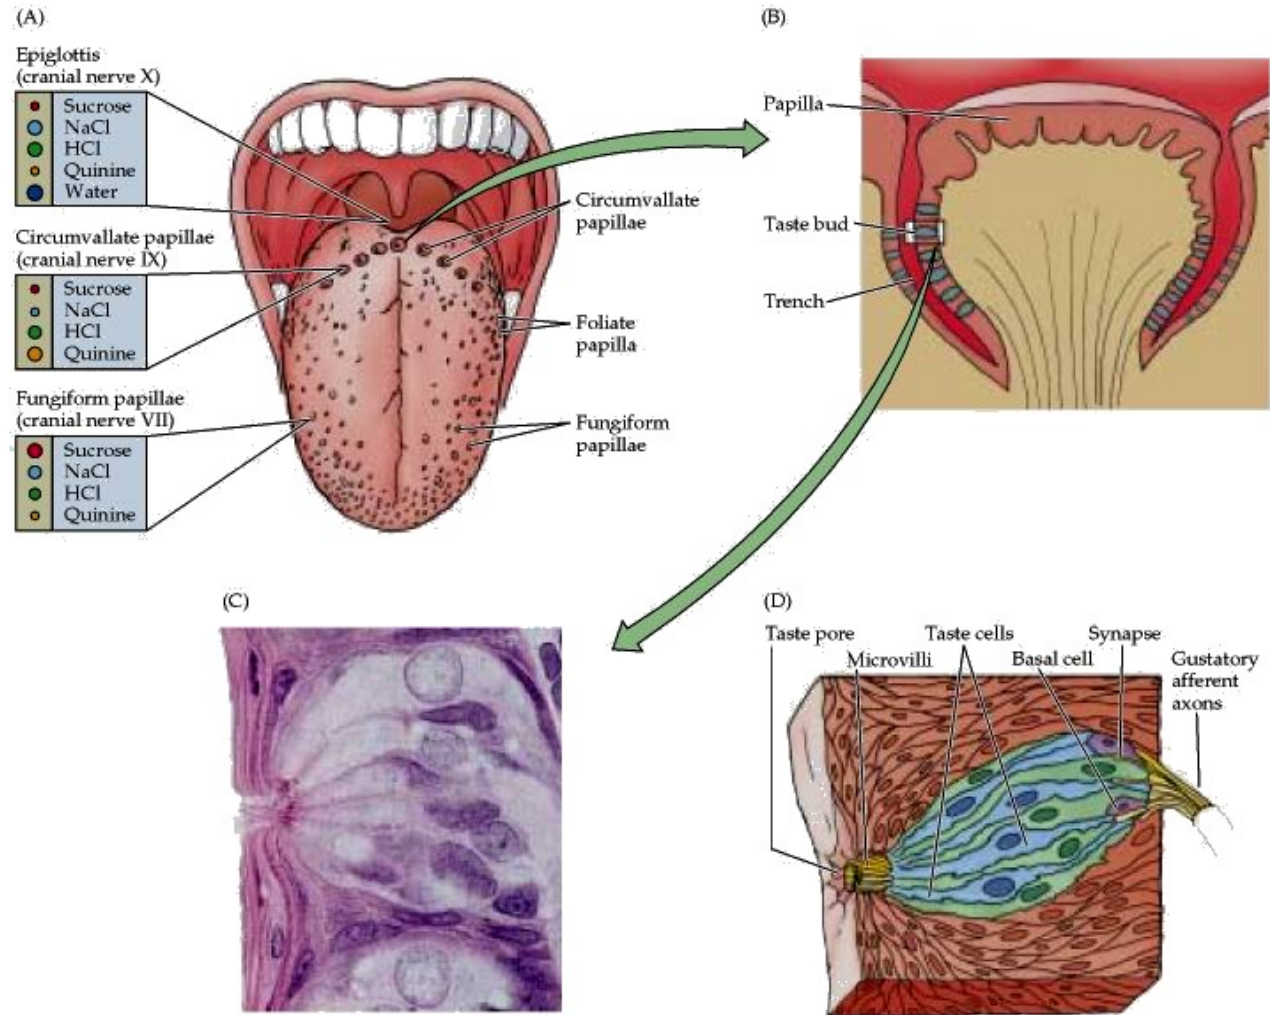 (A)
Epiglottis
(cranial nerve X)
Sucrose
NaCl
HCl
Quinine
Water
Circumvallate papillae
(cranial nerve IX)
Sucrose
NaCl
HCl
Quinine
Fungiform papillae
(cranial nerve VII)
Sucrose
NaCl
HCl
Quinine
Circumvallate
papillae
Foliate
papilla
Fungiform
papillae
(B)
Papilla
Taste bud
Trench
(C)
(D)
Taste pore
Microvilli
Taste cells
Basal cell
Synapse
Gustatory
afferent
axons